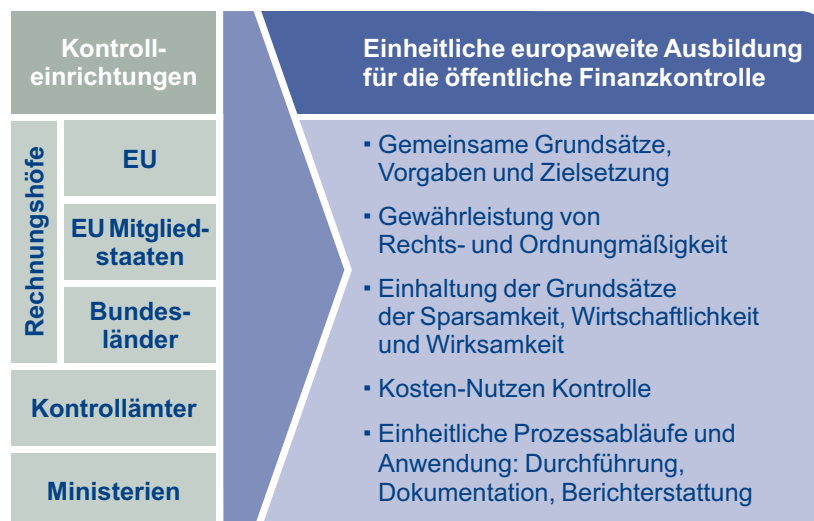 Kontroll-
einrichtungen
Rechnungshöfe
EU
EU Mitglied-
staaten
Bundes-
länder
Kontrollämter
Ministerien
Einheitliche europaweite Ausbildung
für die öffentliche Finanzkontrolle
▪ Gemeinsame Grundsätze,
Vorgaben und Zielsetzung
▪ Gewährleistung von
Rechts- und Ordnungmäßigkeit
▪ Einhaltung der Grundsätze
der Sparsamkeit, Wirtschaftlichkeit
und Wirksamkeit
▪ Kosten-Nutzen Kontrolle
▪ Einheitliche Prozessabläufe und
Anwendung: Durchführung,
Dokumentation, Berichterstattung